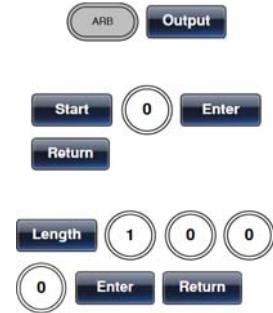 ARB Output
Start 0 Enter
Return
Length 1 0 0
0 Enter Return